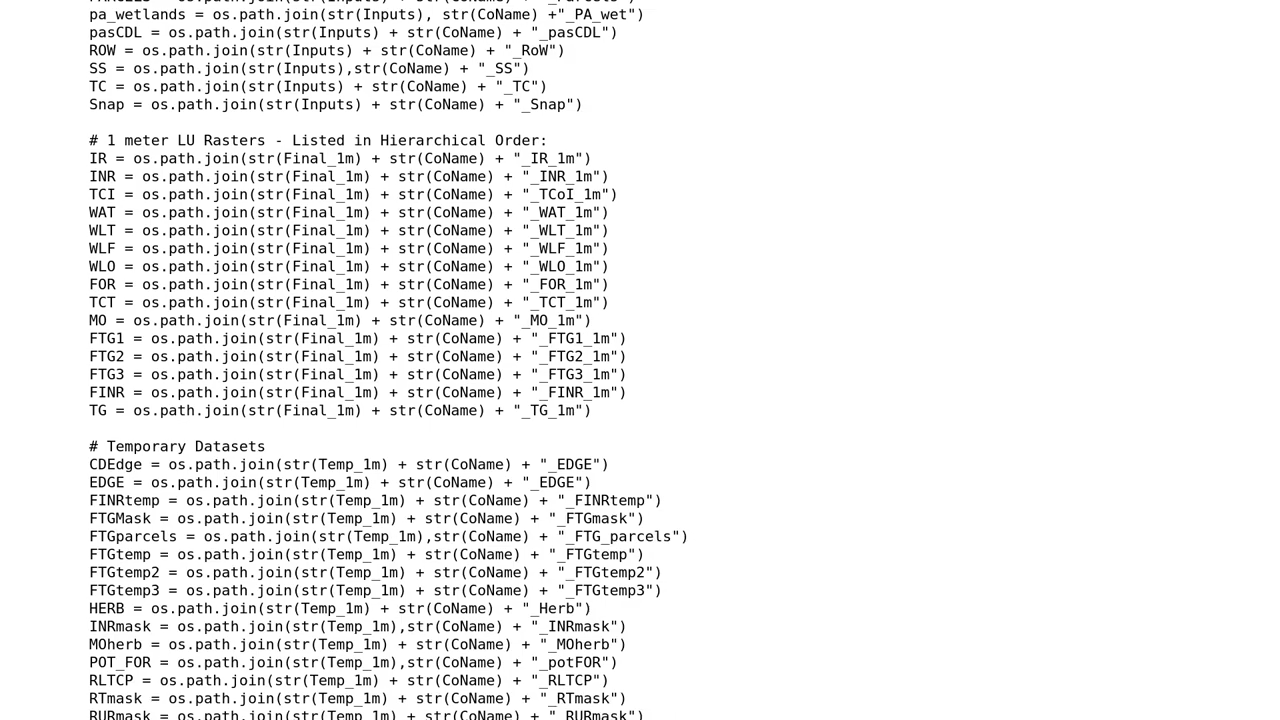 pa_wetlands = os.path.join(str(Inputs), str(CoName) +"_PA_wet")
pasCDL = os.path.join(str(Inputs) + str(CoName) + "_pasCDL")
ROW = os.path.join(str(Inputs) + str(CoName) + "_RoW")
SS = os.path.join(str(Inputs),str(CoName) + "_SS")
TC = os.path.join(str(Inputs) + str(CoName) + "_TC")
Snap = os.path.join(str(Inputs) + str(CoName) + "_Snap")
# 1 meter LU Rasters - Listed in Hierarchical Order:
IR = os.path.join(str(Final_1m) + str(CoName) + "_IR_1m")
INR = os.path.join(str(Final_1m) + str(CoName) + "_INR_1m")
TCI = os.path.join(str(Final_1m) + str(CoName) + "_TCoI_1m")
WAT = os.path.join(str(Final_1m) + str(CoName) + "_WAT_1m")
WLT = os.path.join(str(Final_1m) + str(CoName) + "_WLT_1m")
WLF = os.path.join(str(Final_1m) + str(CoName) + "_WLF_1m")
WLO = os.path.join(str(Final_1m) + str(CoName) + "_WLO_1m")
FOR = os.path.join(str(Final_1m) + str(CoName) + "_FOR_1m")
TCT = os.path.join(str(Final_1m) + str(CoName) + "_TCT_1m")
MO = os.path.join(str(Final_1m) + str(CoName) + "_MO_1m")
FTG1 = os.path.join(str(Final_1m) + str(CoName) + "_FTG1_1m")
FTG2 = os.path.join(str(Final_1m) + str(CoName) + "_FTG2_1m")
FTG3 = os.path.join(str(Final_1m) + str(CoName) + "_FTG3_1m")
FINR = os.path.join(str(Final_1m) + str(CoName) + "_FINR_1m")
TG = os.path.join(str(Final_1m) + str(CoName) + "_TG_1m")
# Temporary Datasets
CDEdge = os.path.join(str(Temp_1m) + str(CoName) + "_EDGE")
EDGE = os.path.join(str(Temp_1m) + str(CoName) + "_EDGE")
FINRtemp = os.path.join(str(Temp_1m) + str(CoName) + "_FINRtemp")
FTGMask = os.path.join(str(Temp_1m) + str(CoName) + "_FTGmask")
FTGparcels = os.path.join(str(Temp_1m),str(CoName) + "_FTG_parcels")
FTGtemp = os.path.join(str(Temp_1m) + str(CoName) + "_FTGtemp")
FTGtemp2 = os.path.join(str(Temp_1m) + str(CoName) + "_FTGtemp2")
FTGtemp3 = os.path.join(str(Temp_1m) + str(CoName) + "_FTGtemp3")
HERB = os.path.join(str(Temp_1m) + str(CoName) + "_Herb")
INRmask = os.path.join(str(Temp_1m),str(CoName) + "_INRmask")
MOherb = os.path.join(str(Temp_1m) + str(CoName) + "_MOherb")
POT_FOR = os.path.join(str(Temp_1m),str(CoName) + "_potFOR")
RLTCP = os.path.join(str(Temp_1m) + str(CoName) + "_RLTCP")
RTmask = os.path.join(str(Temp_1m) + str(CoName) + "_RTmask")
RURmask = os.path.join(str(Temp_1m) + str(CoName) + "_RURmask")